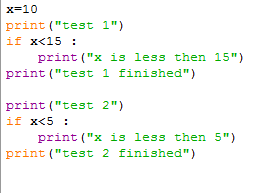 x=10
print("test 1")
if x<15 :
    print("x is less then 15")
print("test 1 finished")

print("test 2")
if x<5 :
    print("x is less then 5")
print("test 2 finished")